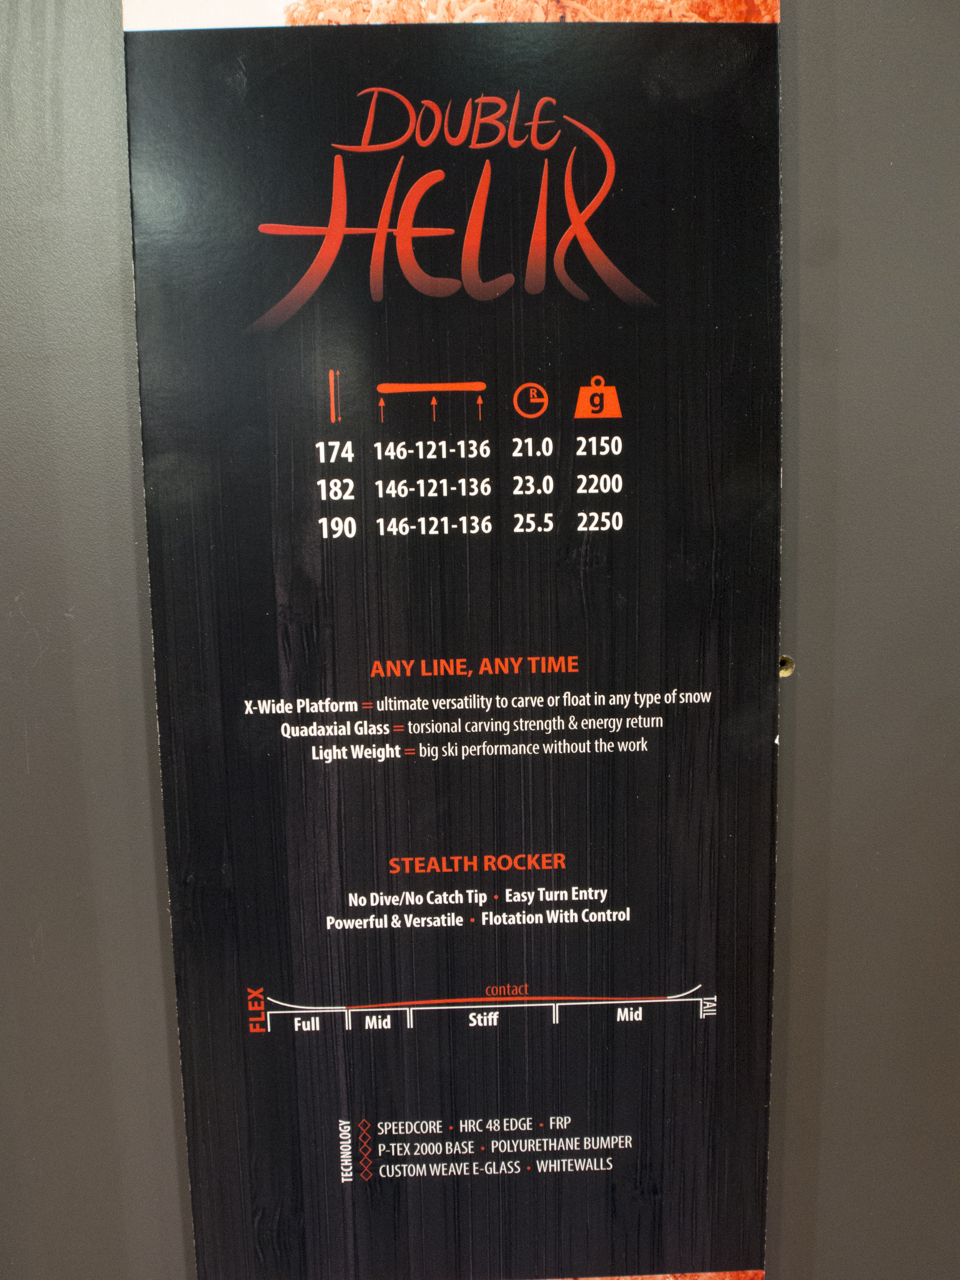 DOUBLE
HELIX
R
g
174 146-121-136 21.0 2150
182 146-121-136 23.0 2200
190 146-121-136 25.5 2250
ANY LINE, ANY TIME
X-Wide Platform = ultimate versatility to carve or float in any type of snow
Quadaxial Glass = torsional carving strength & energy return
Light Weight = big ski performance without the work
STEALTH ROCKER
No Dive/No Catch Tip • Easy Turn Entry
Powerful & Versatile • Flotation With Control
contact
FLEX
Full Mid Stiff Mid
TAIL
TECHNOLOGY
SPEEDCORE • HRC 48 EDGE • FRP
P-TEX 2000 BASE • POLYURETHANE BUMPER
CUSTOM WEAVE E-GLASS • WHITEWALLS